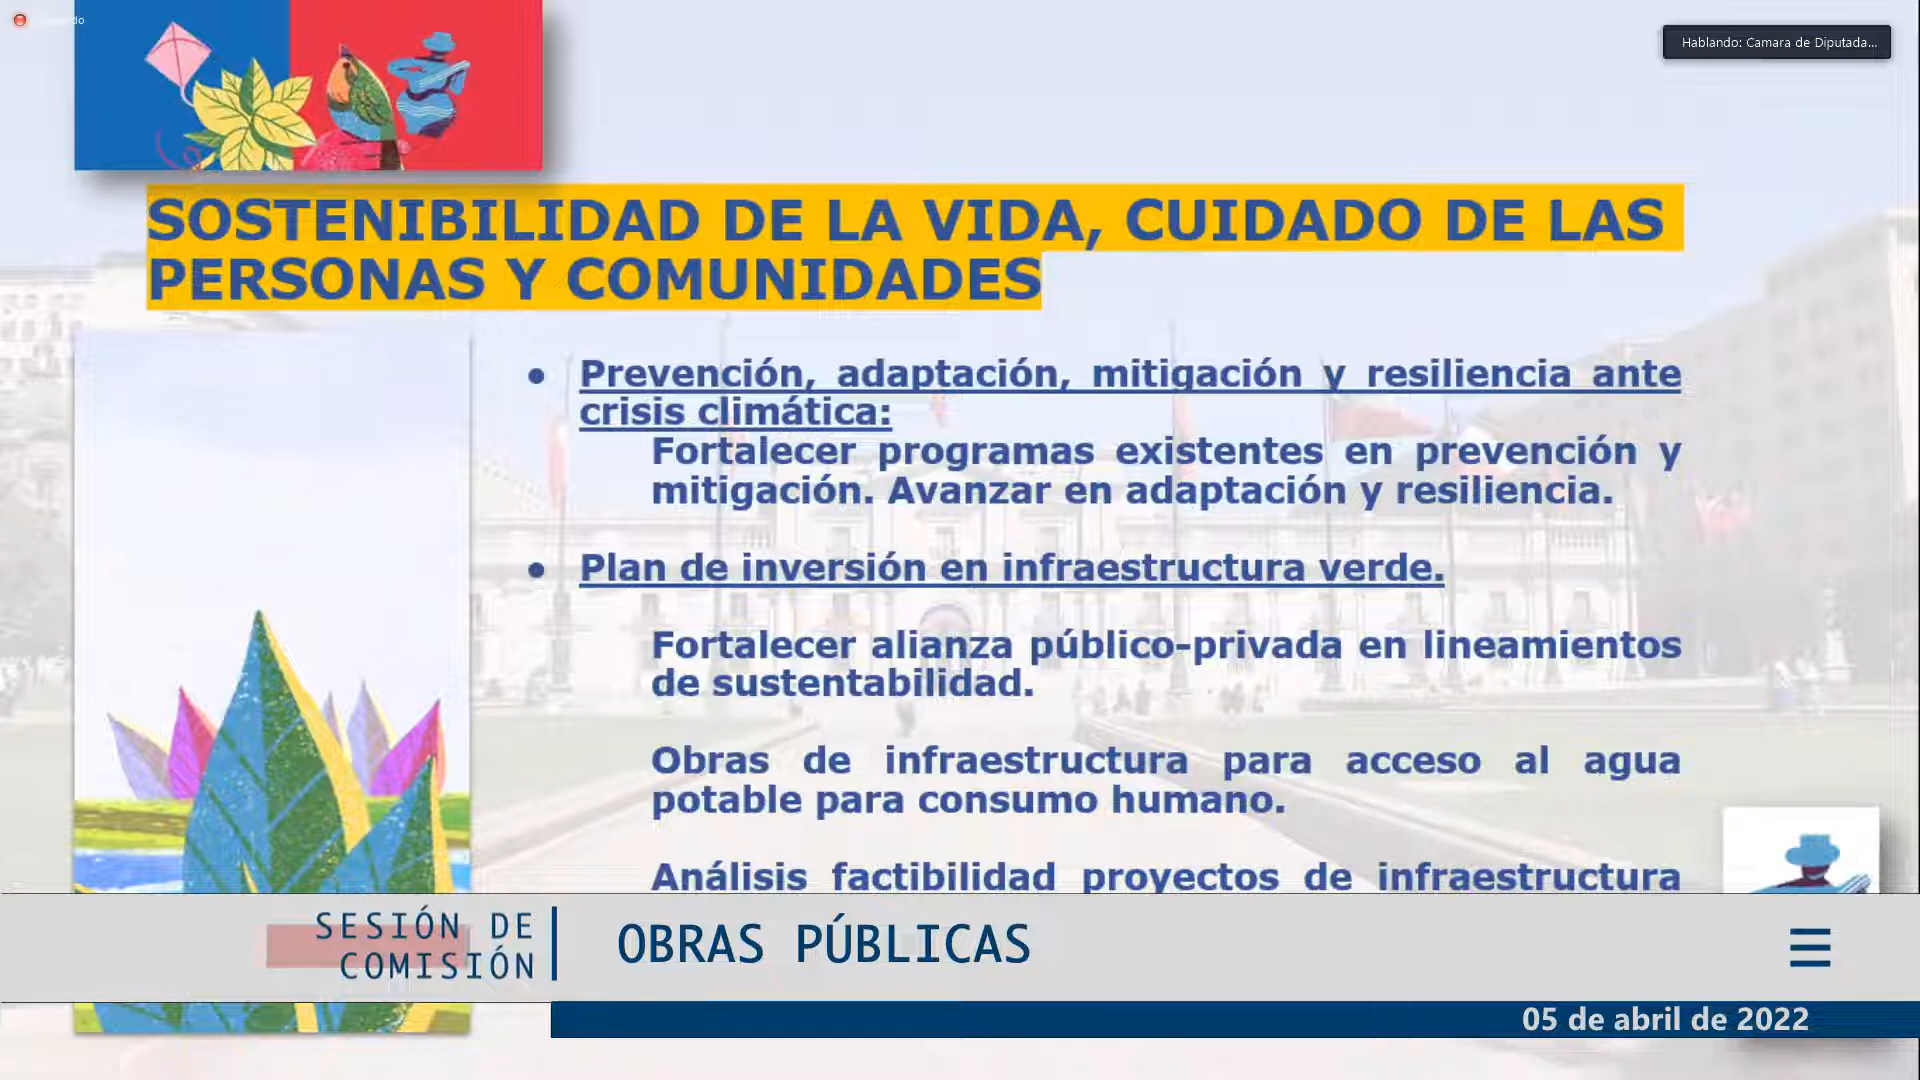 Hablando: Camara de Diputada...
SOSTENIBILIDAD DE LA VIDA, CUIDADO DE LAS
PERSONAS Y COMUNIDADES
• Prevención, adaptación, mitigación y resiliencia ante
crisis climática:
Fortalecer programas existentes en prevención y
mitigación. Avanzar en adaptación y resiliencia.
• Plan de inversión en infraestructura verde.
Fortalecer alianza público-privada en lineamientos
de sustentabilidad.
Obras de infraestructura para acceso al agua
potable para consumo humano.
Análisis factibilidad proyectos de infraestructura
SESIÓN DE
COMISIÓN
OBRAS PÚBLICAS
05 de abril de 2022